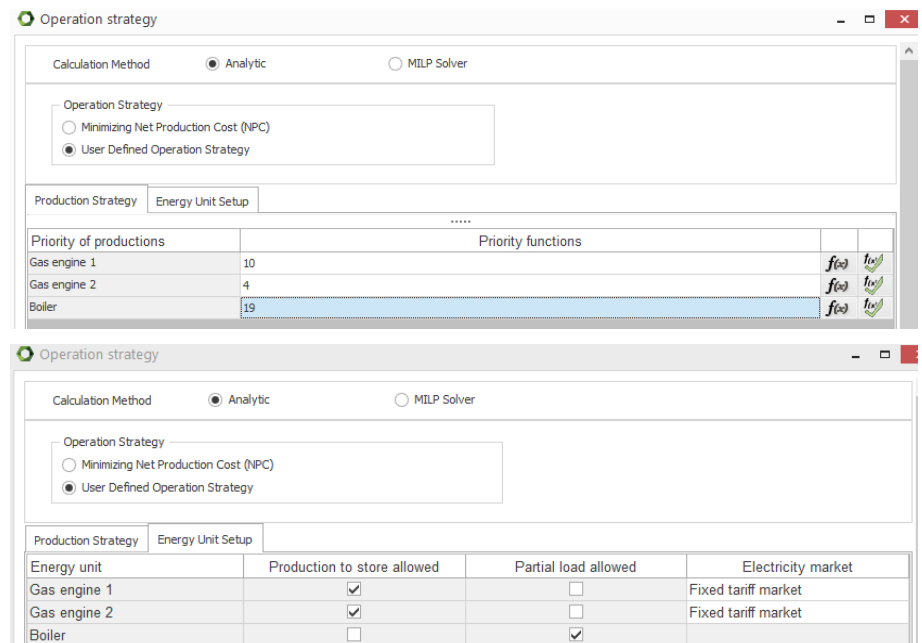 Operation strategy
Calculation Method Analytic MILP Solver
Operation Strategy
Minimizing Net Production Cost (NPC)
User Defined Operation Strategy
Production Strategy Energy Unit Setup
Priority of productions Priority functions
Gas engine 1 10 f(x) f(x)
Gas engine 2 4 f(x) f(x)
Boiler 19 f(x) f(x)
Operation strategy
Calculation Method Analytic MILP Solver
Operation Strategy
Minimizing Net Production Cost (NPC)
User Defined Operation Strategy
Production Strategy Energy Unit Setup
Energy unit Production to store allowed Partial load allowed Electricity market
Gas engine 1 Fixed tariff market
Gas engine 2 Fixed tariff market
Boiler